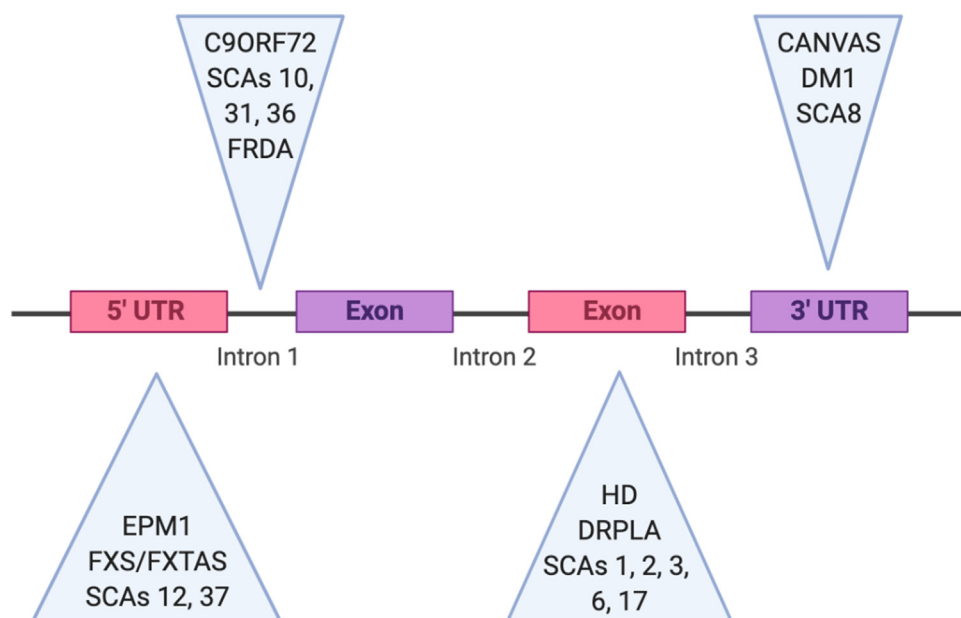 C9ORF72
SCAs 10,
31, 36
FRDA
CANVAS
DM1
SCA8
5' UTR
Exon
Exon
3' UTR
Intron 1
Intron 2
Intron 3
EPM1
FXS/FXTAS
SCAs 12, 37
HD
DRPLA
SCAs 1, 2, 3,
6, 17